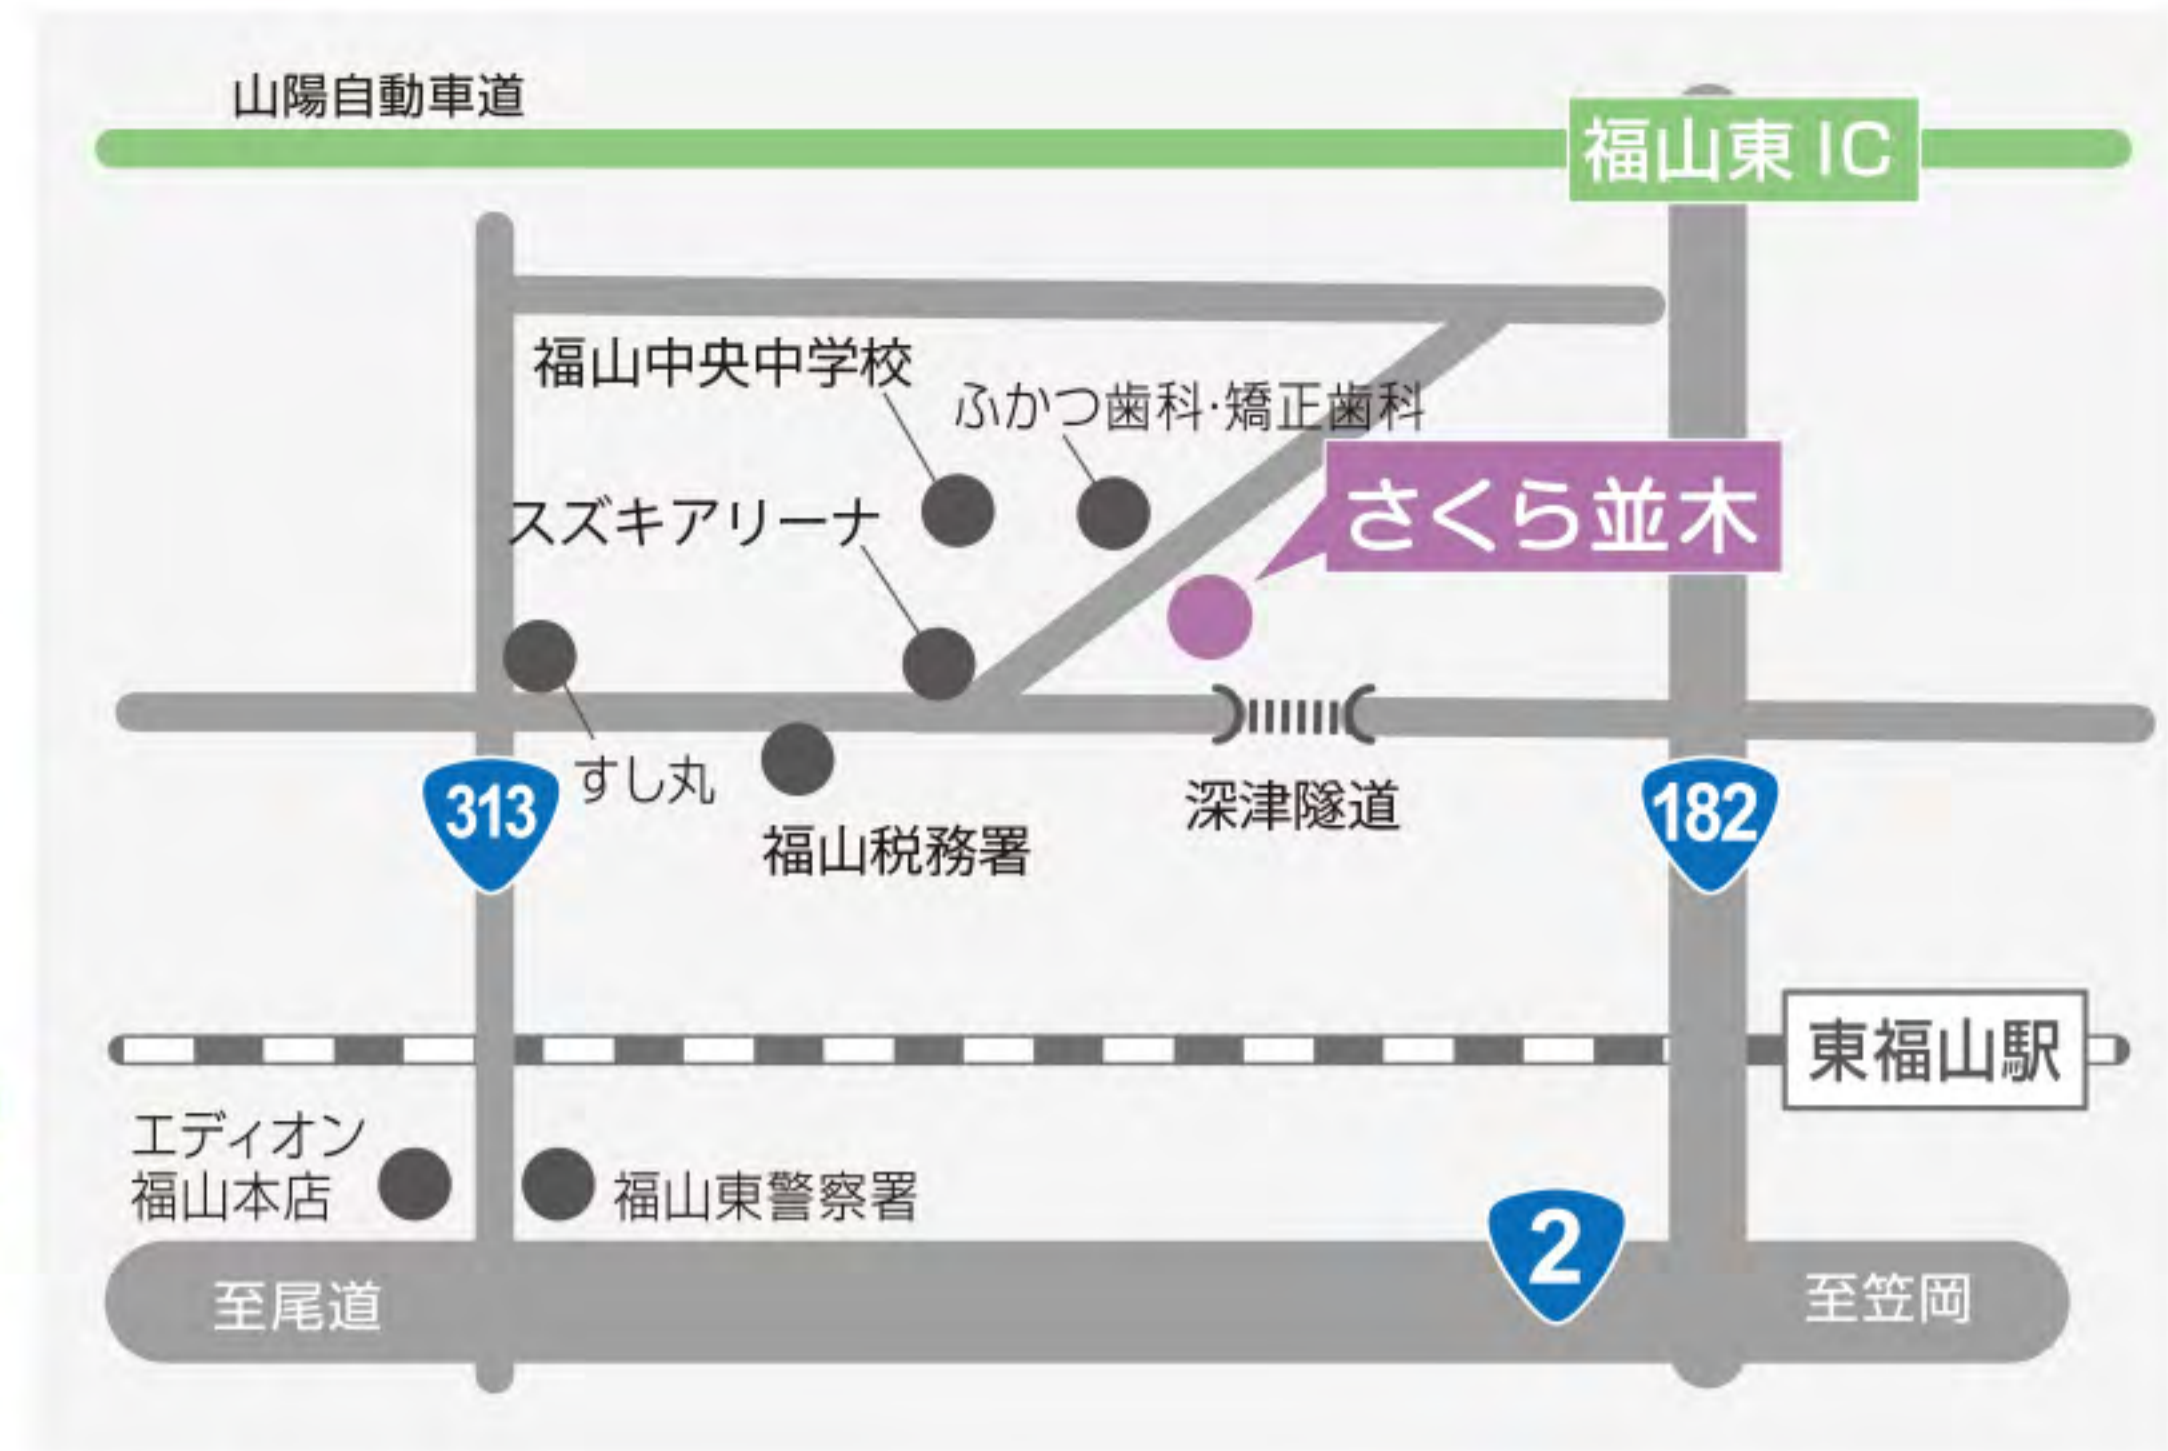 山陽自動車道
福山東 IC
福山中央中学校
ふかつ歯科·矯正歯科
スズキアリーナ
さくら並木
すし丸
313
福山税務署
深津隧道
182
東福山駅
エディオン
福山本店
福山東警察署
2
至尾道
至笠岡